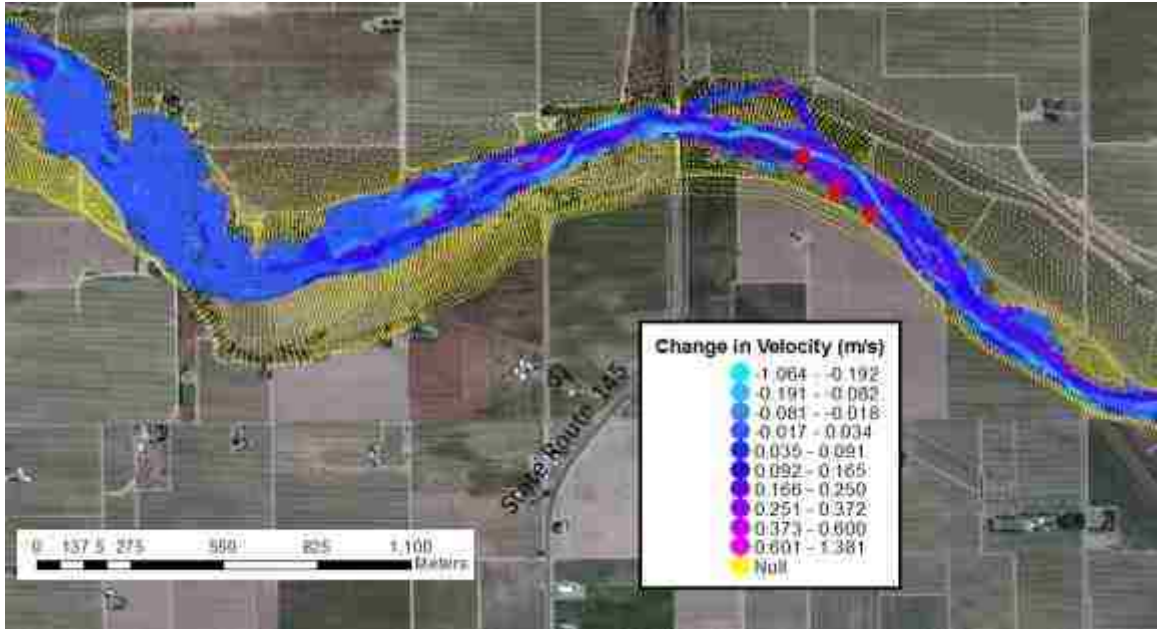 State Route 145
Change in Velocity (m/s)
-1.064 - -0.192
-0.191 - -0.082
-0.081 - -0.018
-0.017 - 0.034
0.035 - 0.091
0.092 - 0.165
0.166 - 0.250
0.251 - 0.372
0.373 - 0.600
0.601 - 1.381
Null
0 137.5 275 550 825 1,100
Meters